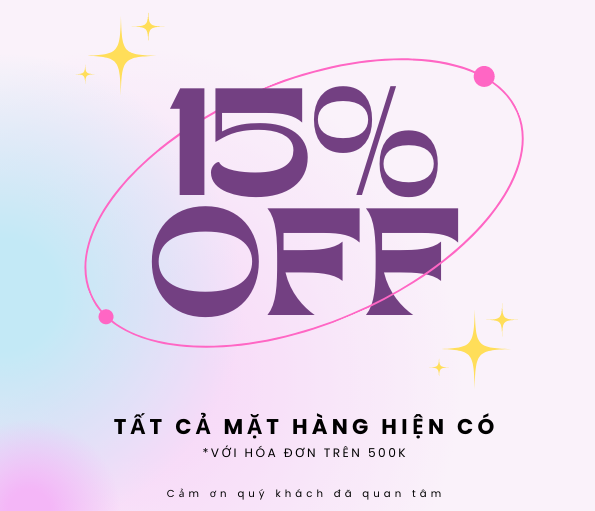 15%
OFF
TẤT CẢ MẶT HÀNG HIỆN CÓ
*VỚI HÓA ĐƠN TRÊN 500K
Cảm ơn quý khách đã quan tâm